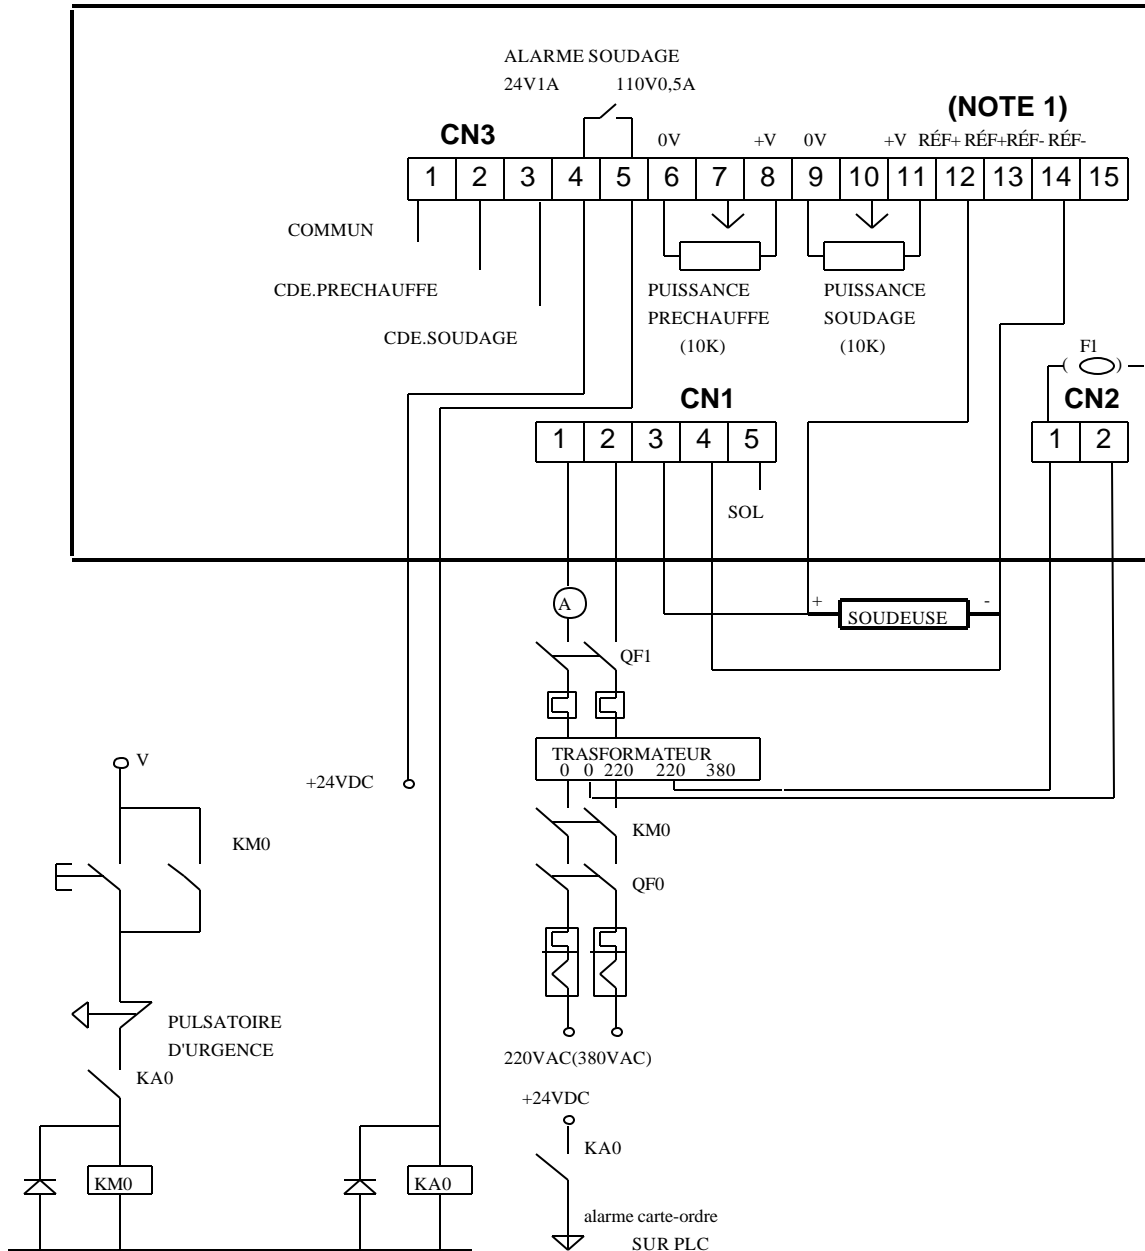 ALARME SOUDAGE
24V1A 110V0,5A
(NOTE 1)
CN3
0V +V 0V +V RÉF+ RÉF+ RÉF- RÉF-
1 2 3 4 5 6 7 8 9 10 11 12 13 14 15
COMMUN
CDE.PRECHAUFFE
CDE.SOUDAGE
PUISSANCE
PRECHAUFFE
(10K)
PUISSANCE
SOUDAGE
(10K)
F1
CN1
CN2
1 2 3 4 5
1 2
SOL
A
+ SOUDEUSE -
QF1
TRASFORMATEUR
0 0 220 220 380
V
+24VDC
KM0
KM0
QF0
PULSATOIRE
D'URGENCE
220VAC(380VAC)
KA0
+24VDC
KA0
KM0
KA0
alarme carte-ordre
SUR PLC